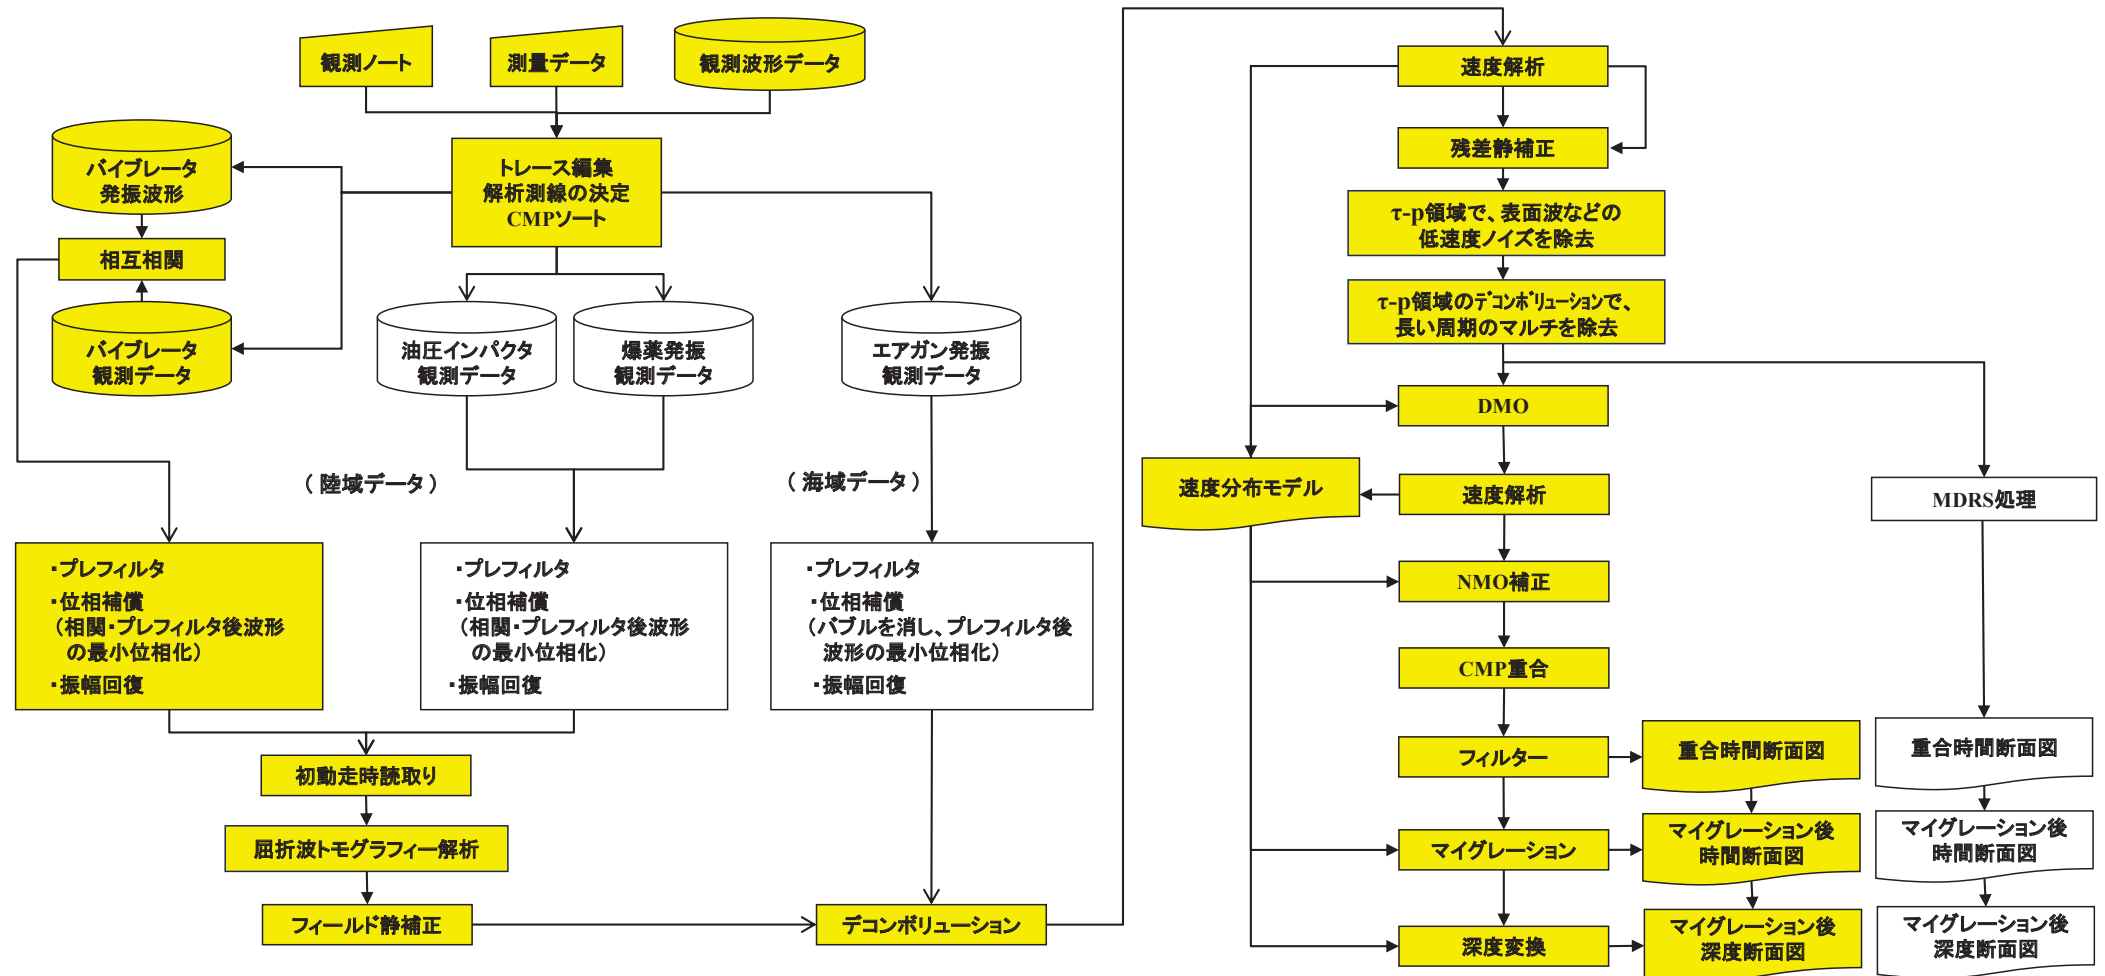 観測ノート
測量データ
観測波形データ
トレース編集
解析測線の決定
CMPソート
バイブレータ
発振波形
相互相関
バイブレータ
観測データ
油圧インパクタ
観測データ
爆薬発振
観測データ
エアガン発振
観測データ
（ 陸域データ ）
（ 海域データ ）
・プレフィルタ
・位相補償
（相関・プレフィルタ後波形
の最小位相化）
・振幅回復
・プレフィルタ
・位相補償
（相関・プレフィルタ後波形
の最小位相化）
・振幅回復
・プレフィルタ
・位相補償
（バブルを消し、プレフィルタ後
波形の最小位相化）
・振幅回復
初動走時読取り
屈折波トモグラフィー解析
フィールド静補正
デコンボリューション
速度解析
残差静補正
τ-p領域で、表面波などの
低速度ノイズを除去
τ-p領域のデコンボリューションで、
長い周期のマルチを除去
DMO
速度分布モデル
速度解析
MDRS処理
NMO補正
CMP重合
フィルター
重合時間断面図
重合時間断面図
マイグレーション
マイグレーション後
時間断面図
マイグレーション後
時間断面図
深度変換
マイグレーション後
深度断面図
マイグレーション後
深度断面図